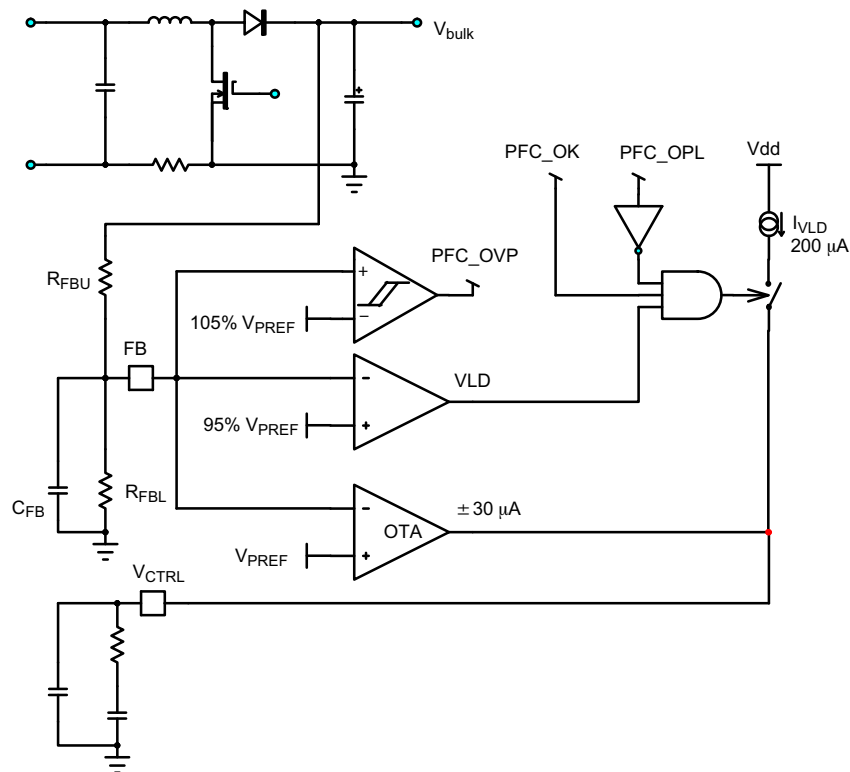 V_bulk
PFC_OK
PFC_OPL
Vdd
I_VLD
200 μA
R_FBU
PFC_OVP
+
105% V_PREF
−
FB
VLD
-
95% V_PREF
+
C_FB
R_FBL
-
± 30 μA
OTA
V_PREF
+
V_CTRL